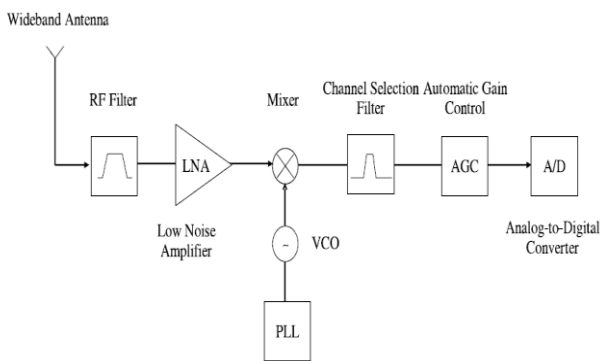 Wideband Antenna
RF Filter
Mixer
Channel Selection
Filter
Automatic Gain
Control
LNA
AGC
A/D
Low Noise
Amplifier
~
VCO
Analog-to-Digital
Converter
PLL